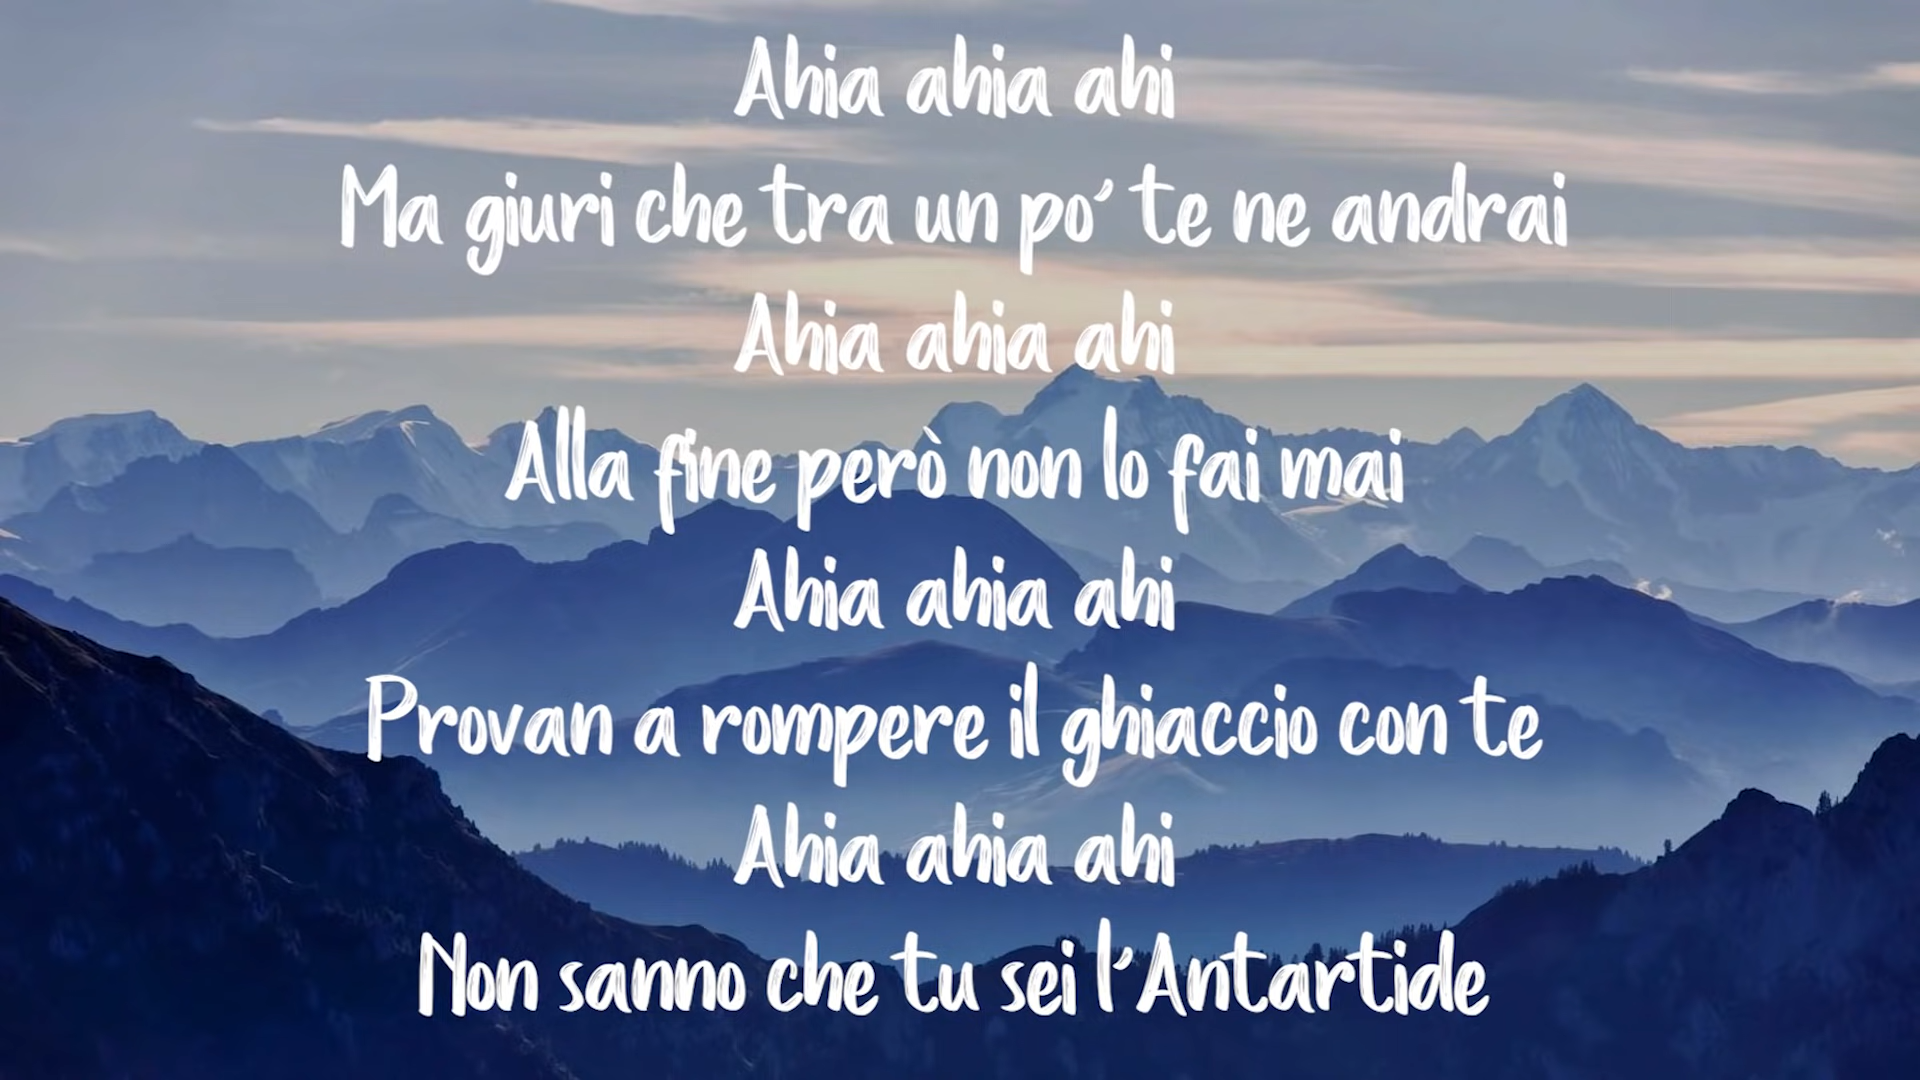 Ahia ahia ahi
Ma giuri che tra un po' te ne andrai
Ahia ahia ahi
Alla fine però non lo fai mai
Ahia ahia ahi
Provan a rompere il ghiaccio con te
Ahia ahia ahi
Non sanno che tu sei l'Antartide